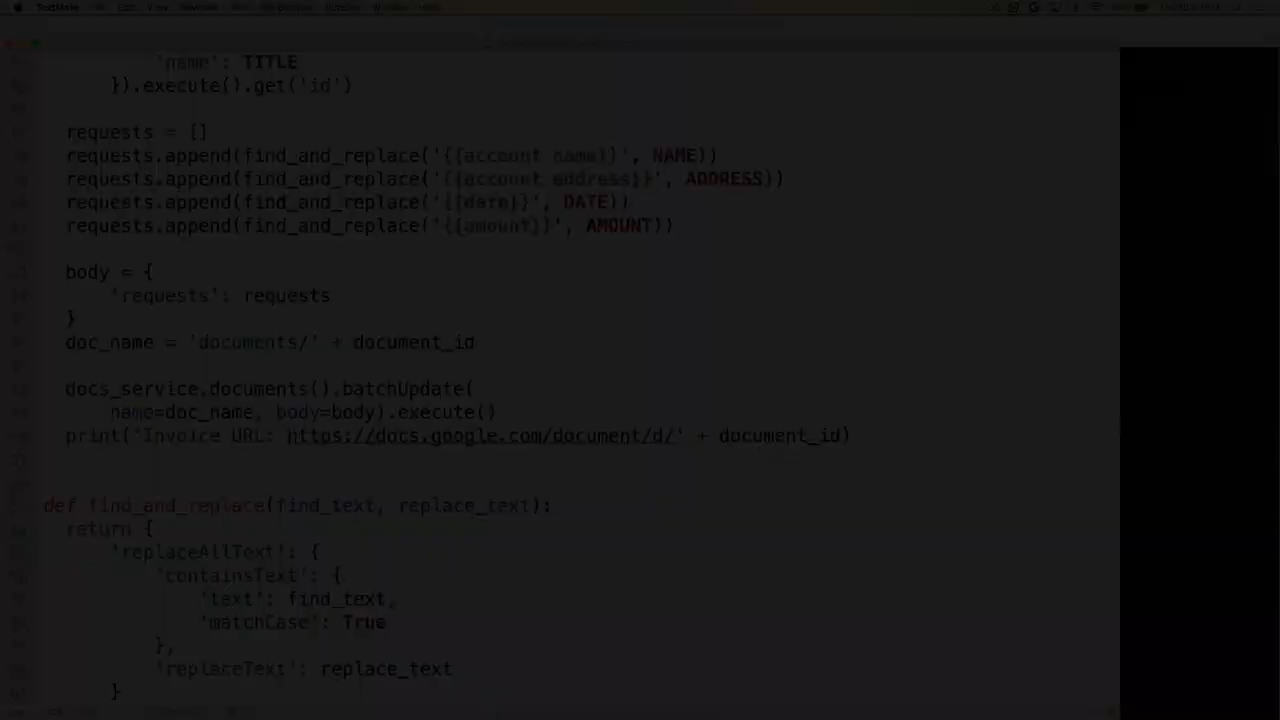 'name': TITLE
}).execute().get('id')
requests = []
requests.append(find_and_replace('{{account name}}', NAME))
requests.append(find_and_replace('{{account address}}', ADDRESS))
requests.append(find_and_replace('{{date}}', DATE))
requests.append(find_and_replace('{{amount}}', AMOUNT))
body = {
'requests': requests
}
doc_name = 'documents/' + document_id
docs_service.documents().batchUpdate(
name=doc_name, body=body).execute()
print('Invoice URL: https://docs.google.com/document/d/' + document_id)
def find_and_replace(find_text, replace_text):
return {
'replaceAllText': {
'containsText': {
'text': find_text,
'matchCase': True
},
'replaceText': replace_text
}